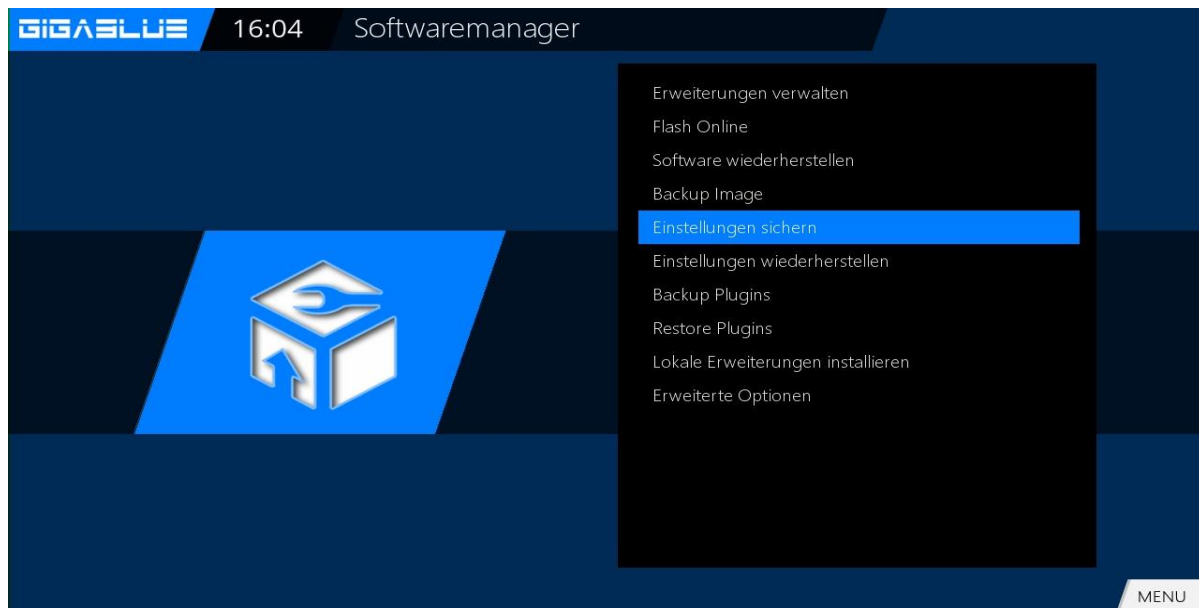 GIGABLUE 16:04 Softwaremanager
Erweiterungen verwalten
Flash Online
Software wiederherstellen
Backup Image
Einstellungen sichern
Einstellungen wiederherstellen
Backup Plugins
Restore Plugins
Lokale Erweiterungen installieren
Erweiterte Optionen
MENU